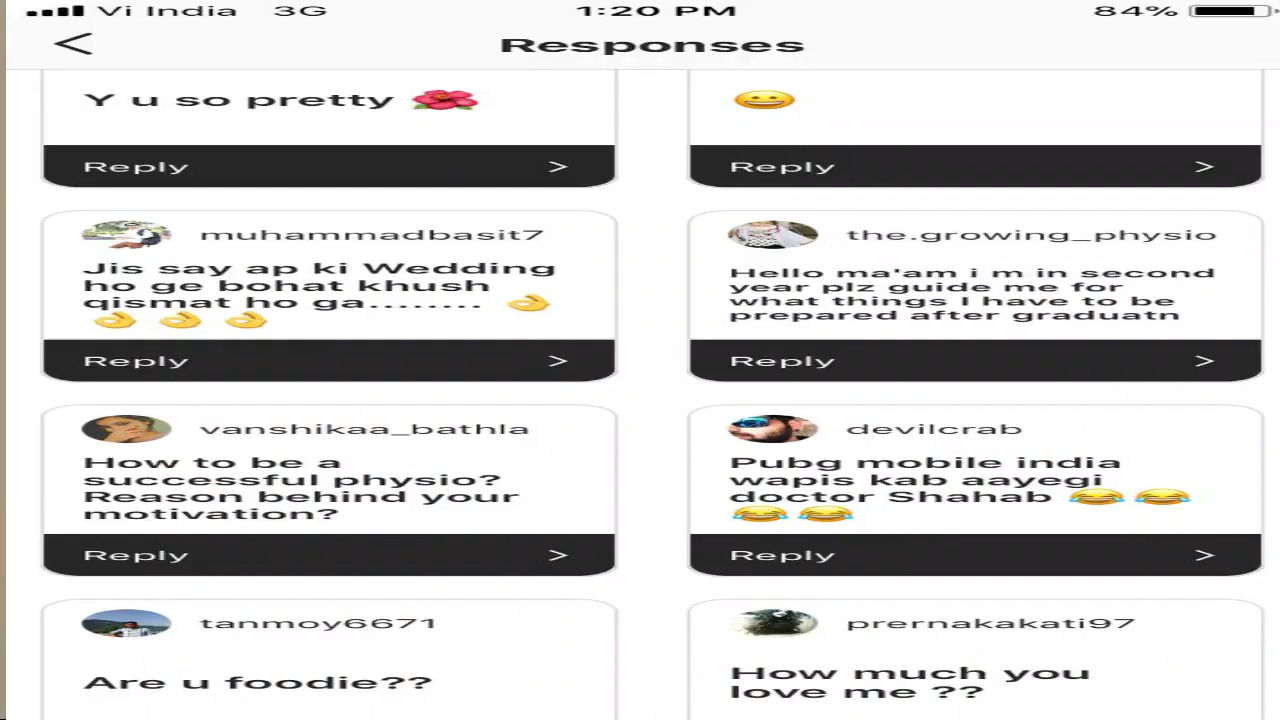 Vi India 3G 1:20 PM 84%
< Responses
Y u so pretty 🌺
😀
Reply >
Reply >
muhammadbasit7
Jis say ap ki Wedding
ho ge bohat khush
qismat ho ga........ 👌
👌 👌 👌
Reply >
the.growing_physio
Hello ma'am i m in second
year plz guide me for
what things I have to be
prepared after graduatn
Reply >
vanshikaa_bathla
How to be a
successful physio?
Reason behind your
motivation?
Reply >
devilcrab
Pubg mobile india
wapis kab aayegi
doctor Shahab 😂 😂
😂 😂
Reply >
tanmoy6671
Are u foodie??
prernakakati97
How much you
love me ??